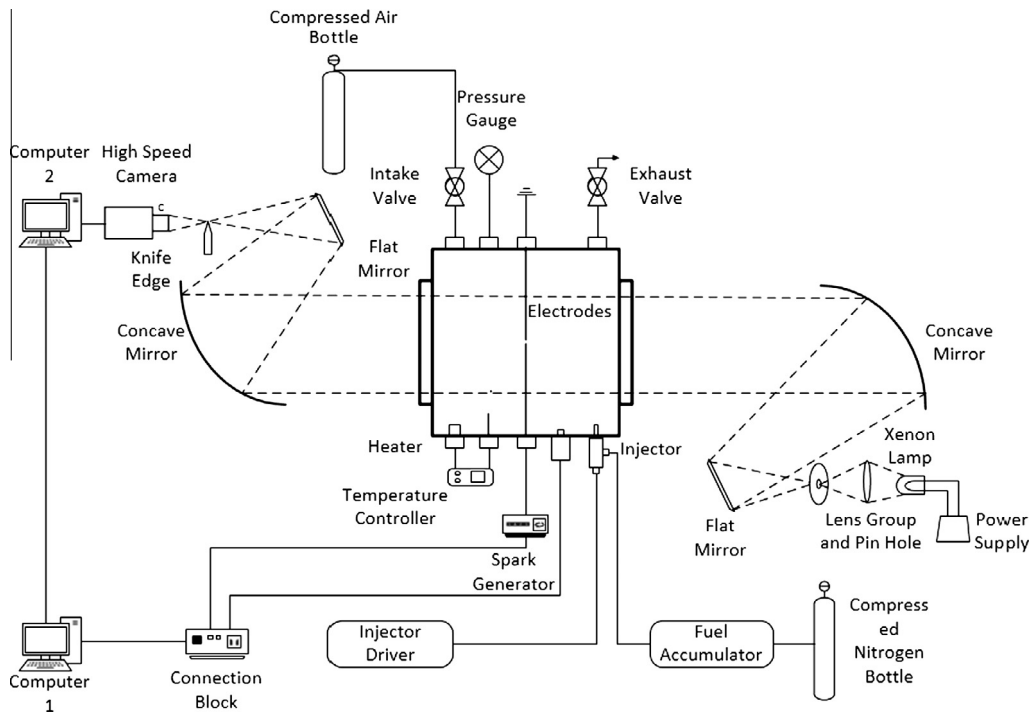 Compressed Air
Bottle
Pressure
Gauge
Computer
2
High Speed
Camera
C
Intake
Valve
Exhaust
Valve
Knife
Edge
Flat
Mirror
Electrodes
Concave
Mirror
Concave
Mirror
Heater
Injector
Xenon
Lamp
Temperature
Controller
Flat
Mirror
Lens Group
and Pin Hole
Power
Supply
Spark
Generator
Injector
Driver
Fuel
Accumulator
Compress
ed
Nitrogen
Bottle
Computer
1
Connection
Block